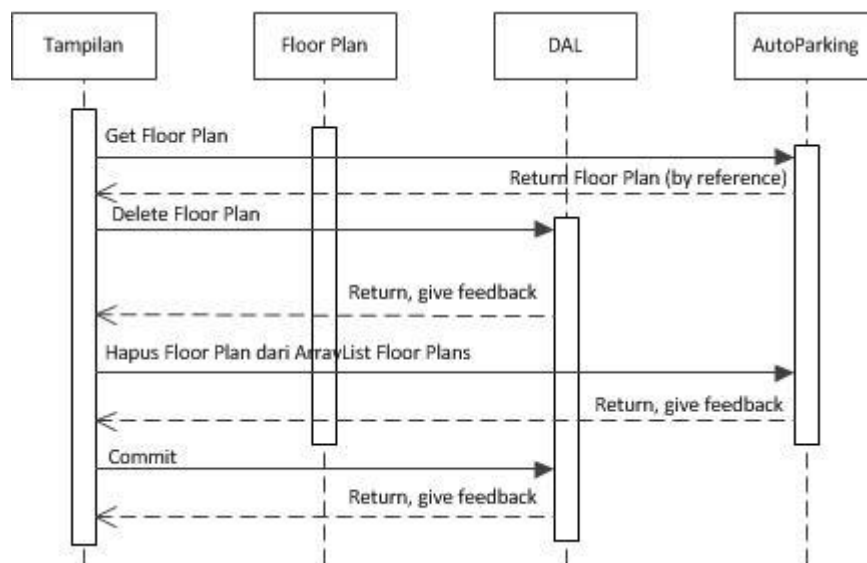 Tampilan
Floor Plan
DAL
AutoParking
Get Floor Plan
Return Floor Plan (by reference)
Delete Floor Plan
Return, give feedback
Hapus Floor Plan dari ArrayList Floor Plans
Return, give feedback
Commit
Return, give feedback